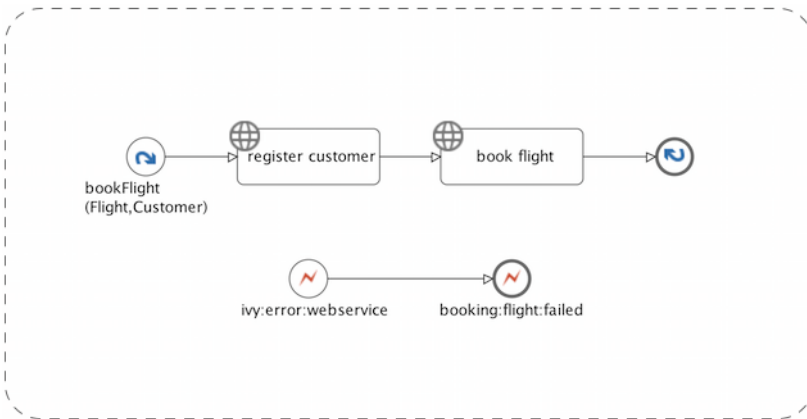 register customer
book flight
bookFlight
(Flight,Customer)
ivy:error:webservice
booking:flight:failed